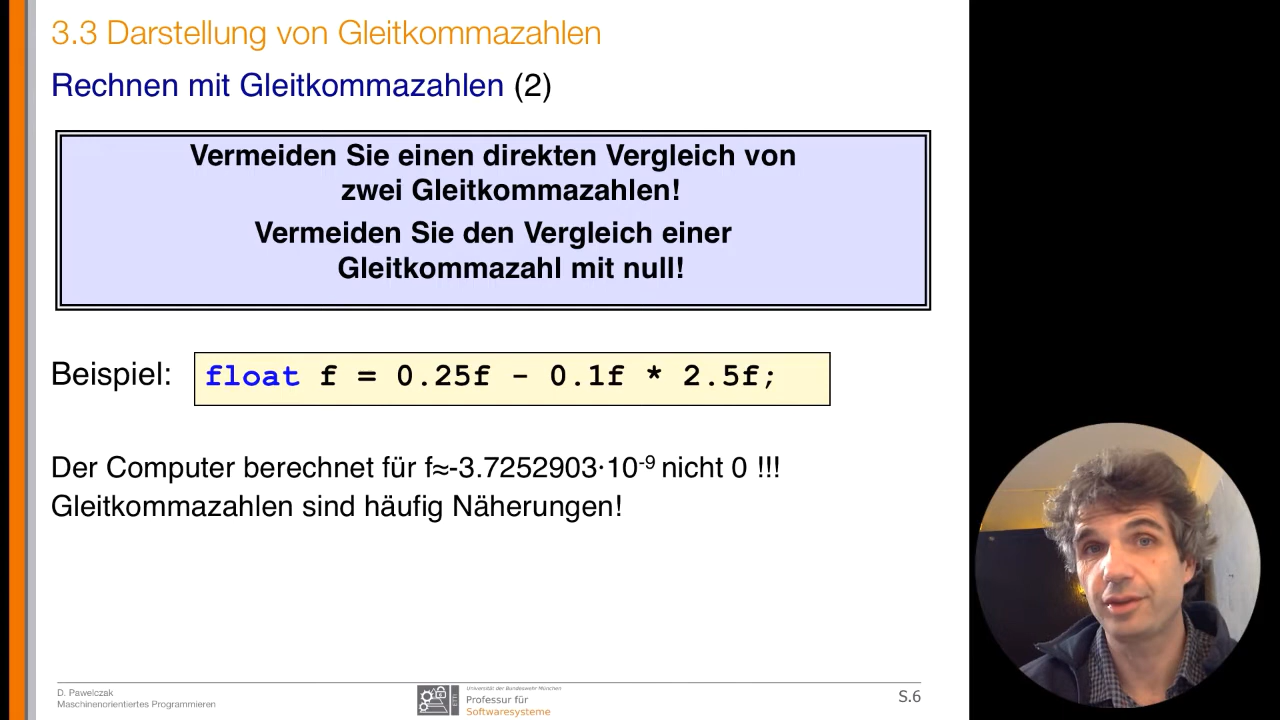 3.3 Darstellung von Gleitkommazahlen
Rechnen mit Gleitkommazahlen (2)
Vermeiden Sie einen direkten Vergleich von
zwei Gleitkommazahlen!
Vermeiden Sie den Vergleich einer
Gleitkommazahl mit null!
Beispiel: float f = 0.25f - 0.1f * 2.5f;
Der Computer berechnet für f≈-3.7252903·10-9 nicht 0 !!!
Gleitkommazahlen sind häufig Näherungen!
D. Pawelczak
Maschinenorientiertes Programmieren
Universität der Bundeswehr München
Professur für
Softwaresysteme
S.6